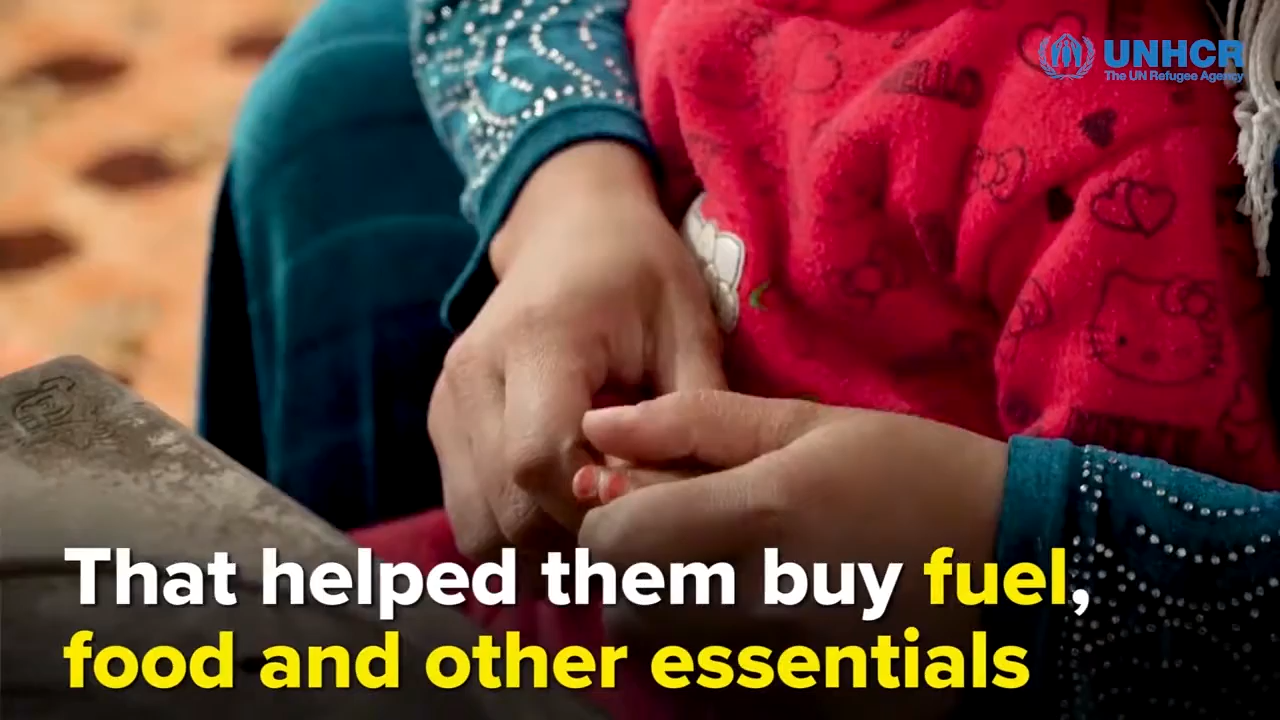 UNHCR
The UN Refugee Agency
That helped them buy fuel,
food and other essentials